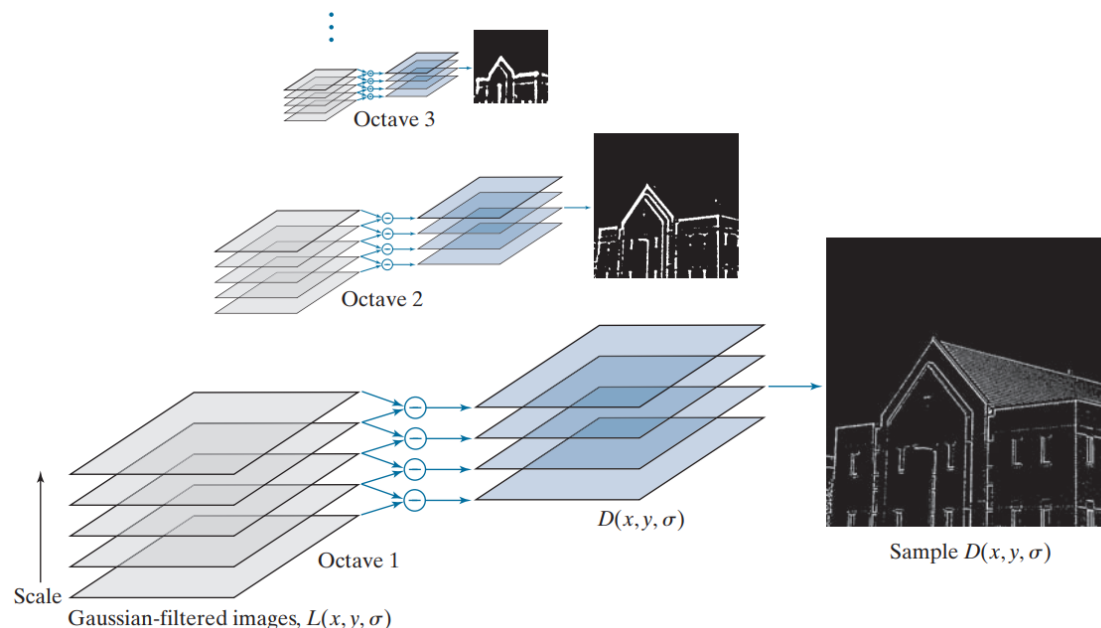 Octave 3
Octave 2
D(x, y, σ)
Octave 1
Sample D(x, y, σ)
Scale
Gaussian-filtered images, L(x, y, σ)